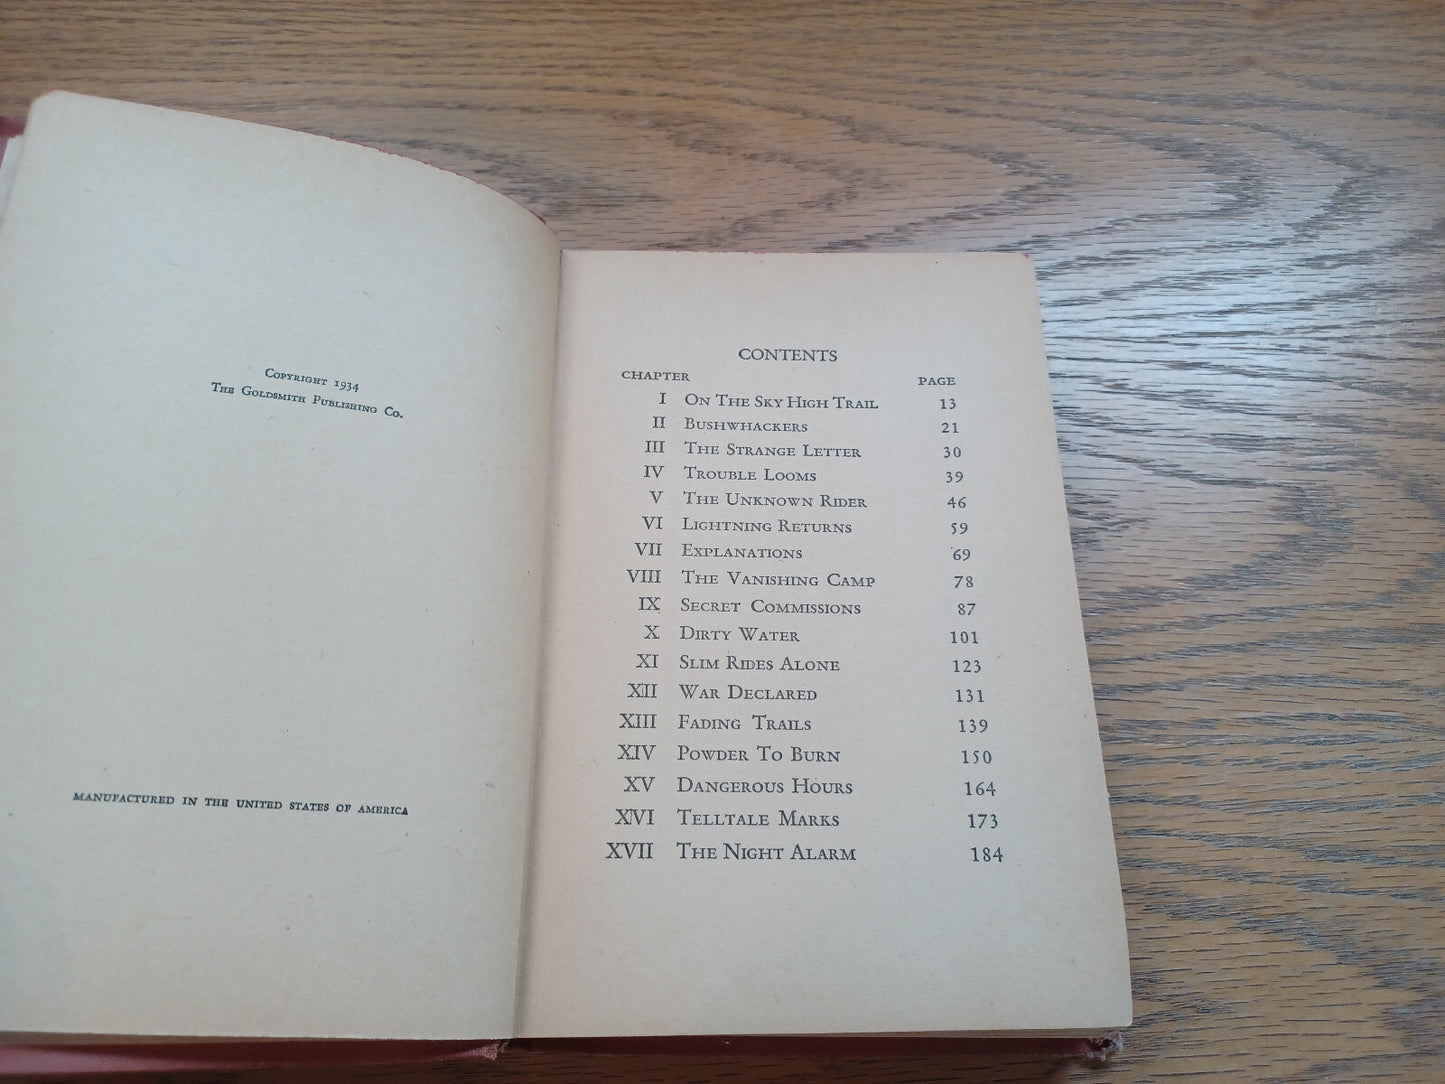 Copyright 1934
The Goldsmith Publishing Co.
MANUFACTURED IN THE UNITED STATES OF AMERICA
CONTENTS
CHAPTER PAGE
I On The Sky High Trail 13
II Bushwhackers 21
III The Strange Letter 30
IV Trouble Looms 39
V The Unknown Rider 46
VI Lightning Returns 59
VII Explanations 69
VIII The Vanishing Camp 78
IX Secret Commissions 87
X Dirty Water 101
XI Slim Rides Alone 123
XII War Declared 131
XIII Fading Trails 139
XIV Powder To Burn 150
XV Dangerous Hours 164
XVI Telltale Marks 173
XVII The Night Alarm 184